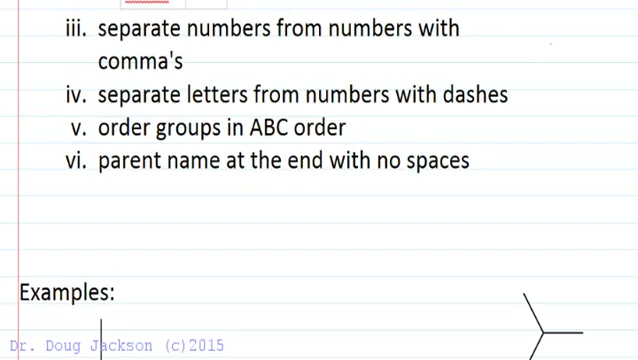 iii. separate numbers from numbers with
comma's
iv. separate letters from numbers with dashes
v. order groups in ABC order
vi. parent name at the end with no spaces
Examples:
Dr. Doug Jackson (c)2015